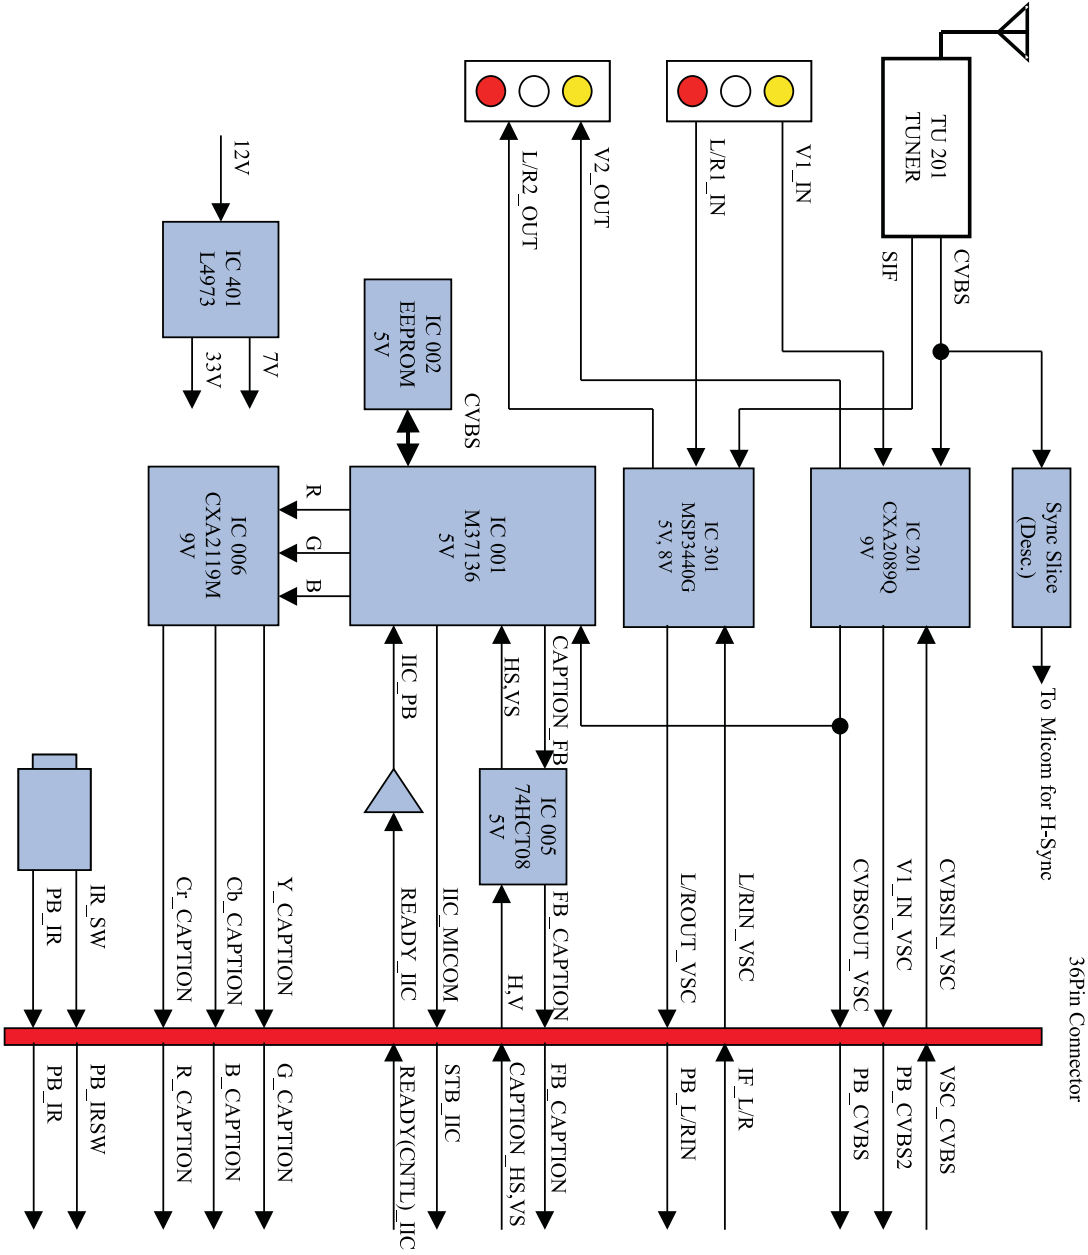 TU 201
TUNER
CVBS
SIF
V1_IN
L/R1_IN
V2_OUT
L/R2_OUT
12V
IC 401
L4973
7V
33V
IC 002
EEPROM
5V
CVBS
Sync Slice
(Desc.)
To Micom for H-Sync
IC 201
CXA2089Q
9V
IC 301
MSP3440G
5V, 8V
IC 001
M37136
5V
R
G
B
IC 006
CXA2119M
9V
CAPTION_FB
HS,VS
IIC_PB
IC 005
74HCT08
5V
36Pin Connector
CVBSIN_VSC
V1_IN_VSC
CVBSOUT_VSC
L/RIN_VSC
L/ROUT_VSC
FB_CAPTION
H,V
IIC_MICOM
READY_IIC
Y_CAPTION
Cb_CAPTION
Cr_CAPTION
IR_SW
PB_IR
VSC_CVBS
PB_CVBS2
PB_CVBS
IF_L/R
PB_L/RIN
FB_CAPTION
CAPTION_HS,VS
STB_IIC
READY(CNTL)_IIC
G_CAPTION
B_CAPTION
R_CAPTION
PB_IRSW
PB_IR